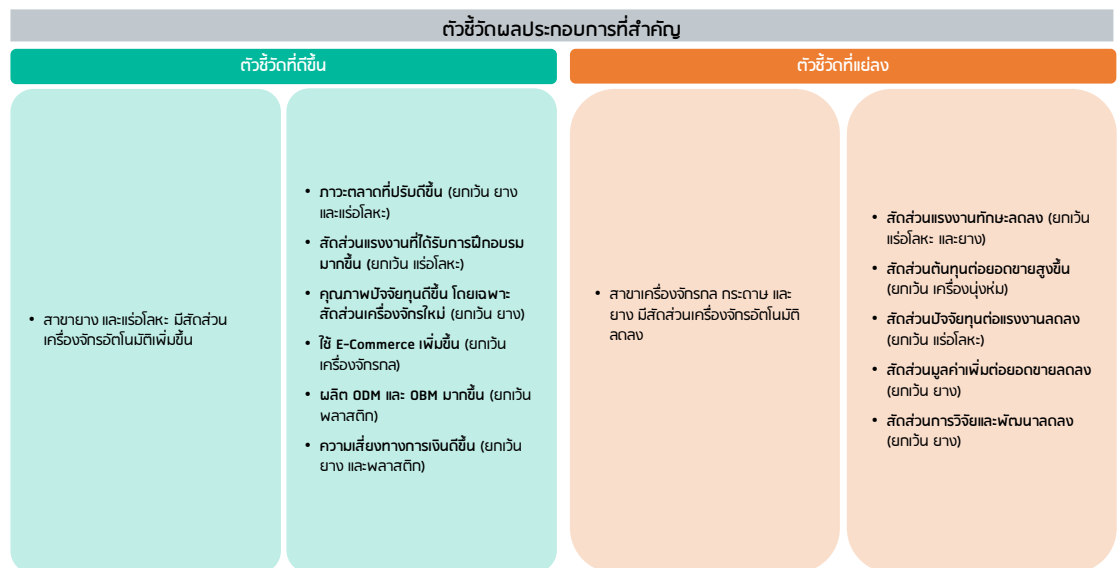 ตัวชี้วัดผลประกอบการที่สำคัญ
ตัวชี้วัดที่ดีขึ้น
ตัวชี้วัดที่แย่ลง
• สาขายาง และแร่อโลหะ มีสัดส่วน
เครื่องจักรอัตโนมัติเพิ่มขึ้น
• ภาวะตลาดที่ปรับดีขึ้น (ยกเว้น ยาง
และแร่อโลหะ)
• สัดส่วนแรงงานที่ได้รับการฝึกอบรม
มากขึ้น (ยกเว้น แร่อโลหะ)
• คุณภาพปัจจัยทุนดีขึ้น โดยเฉพาะ
สัดส่วนเครื่องจักรใหม่ (ยกเว้น ยาง)
• ใช้ E-Commerce เพิ่มขึ้น (ยกเว้น
เครื่องจักรกล)
• ผลิต ODM และ OBM มากขึ้น (ยกเว้น
พลาสติก)
• ความเสี่ยงทางการเงินดีขึ้น (ยกเว้น
ยาง และพลาสติก)
• สาขาเครื่องจักรกล กระดาษ และ
ยาง มีสัดส่วนเครื่องจักรอัตโนมัติ
ลดลง
• สัดส่วนแรงงานทักษะลดลง (ยกเว้น
แร่อโลหะ และยาง)
• สัดส่วนต้นทุนต่อยอดขายสูงขึ้น
(ยกเว้น เครื่องนุ่งห่ม)
• สัดส่วนปัจจัยทุนต่อแรงงานลดลง
(ยกเว้น แร่อโลหะ)
• สัดส่วนมูลค่าเพิ่มต่อยอดขายลดลง
(ยกเว้น ยาง)
• สัดส่วนการวิจัยและพัฒนาลดลง
(ยกเว้น ยาง)